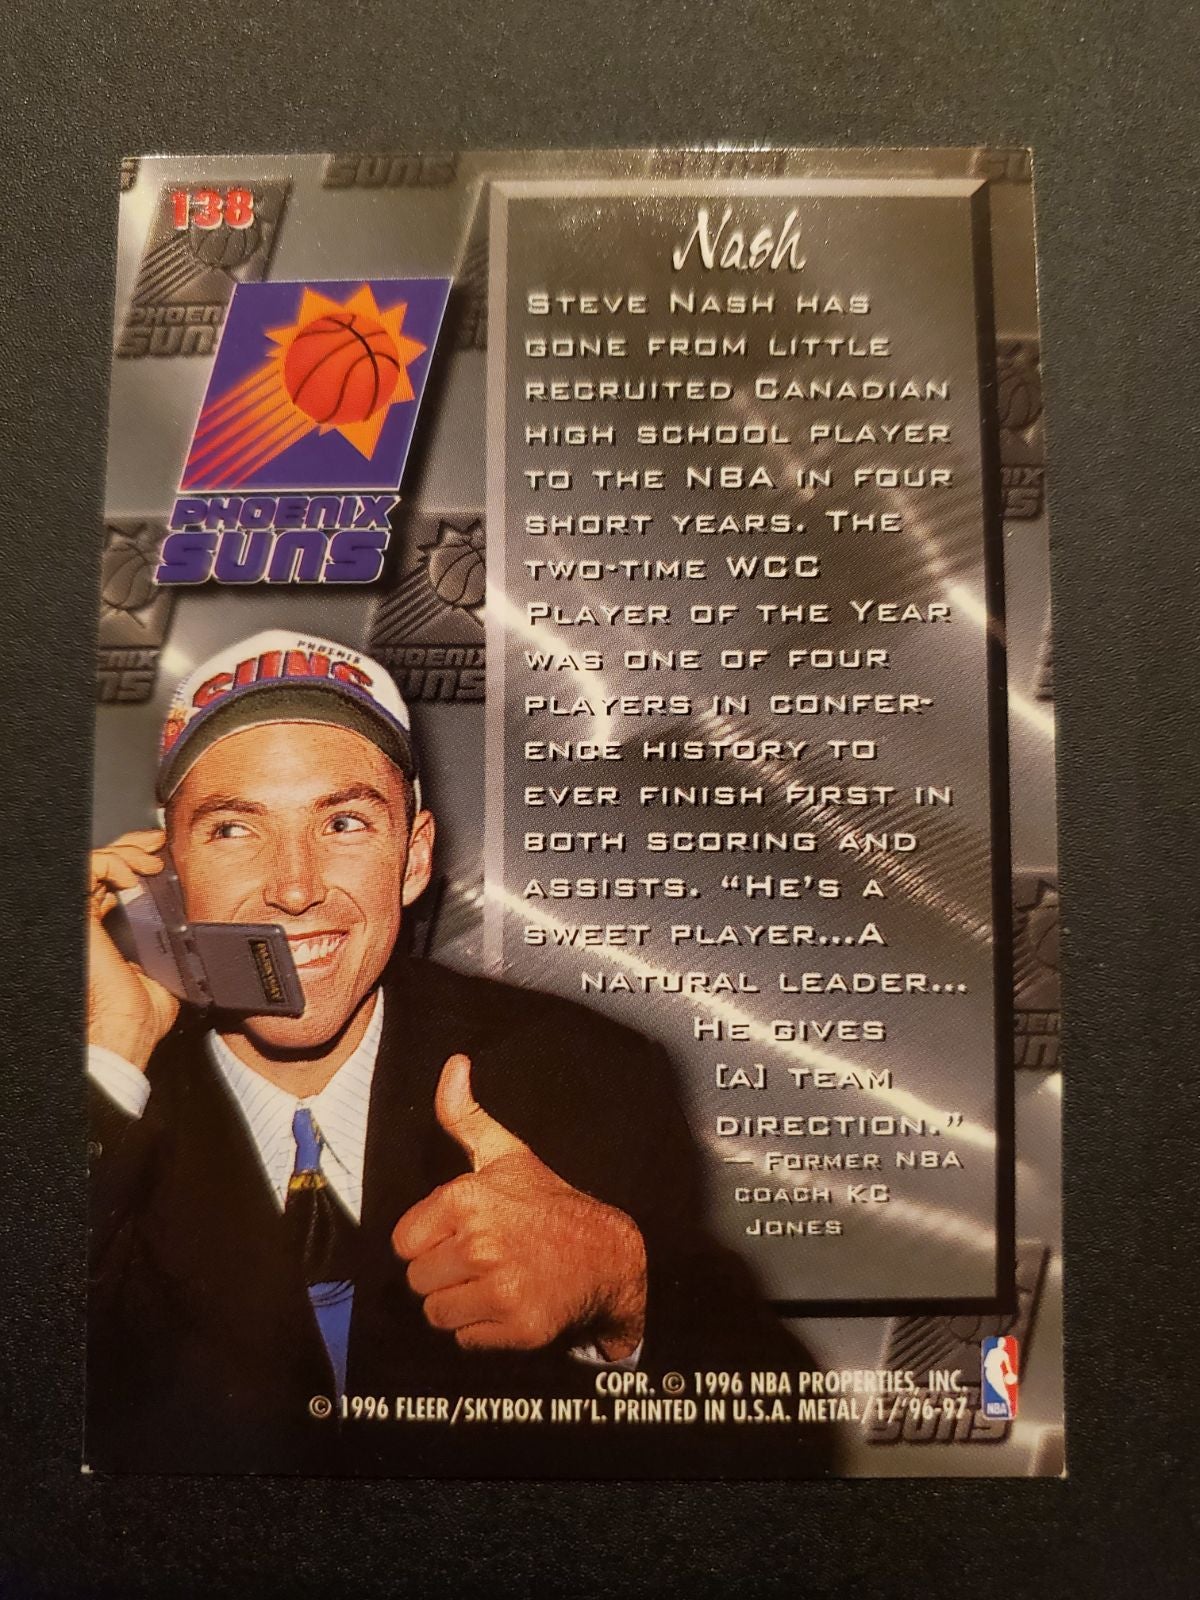 138
PHOENIX
SUNS
PHOENIX
SUNS
Nash
STEVE NASH HAS
GONE FROM LITTLE
RECRUITED CANADIAN
HIGH SCHOOL PLAYER
TO THE NBA IN FOUR
SHORT YEARS. THE
TWO-TIME WCC
PLAYER OF THE YEAR
WAS ONE OF FOUR
PLAYERS IN CONFER-
ENCE HISTORY TO
EVER FINISH FIRST IN
BOTH SCORING AND
ASSISTS. "HE'S A
SWEET PLAYER...A
NATURAL LEADER...
HE GIVES
[A] TEAM
DIRECTION."
— FORMER NBA
COACH KC
JONES
COPR. © 1996 NBA PROPERTIES, INC.
© 1996 FLEER/SKYBOX INT'L. PRINTED IN U.S.A. METAL/1/'96-97
NBA